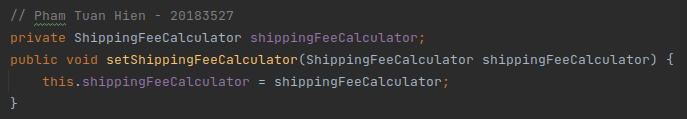 // Pham Tuan Hien - 20183527
private ShippingFeeCalculator shippingFeeCalculator;
public void setShippingFeeCalculator(ShippingFeeCalculator shippingFeeCalculator) {
    this.shippingFeeCalculator = shippingFeeCalculator;
}